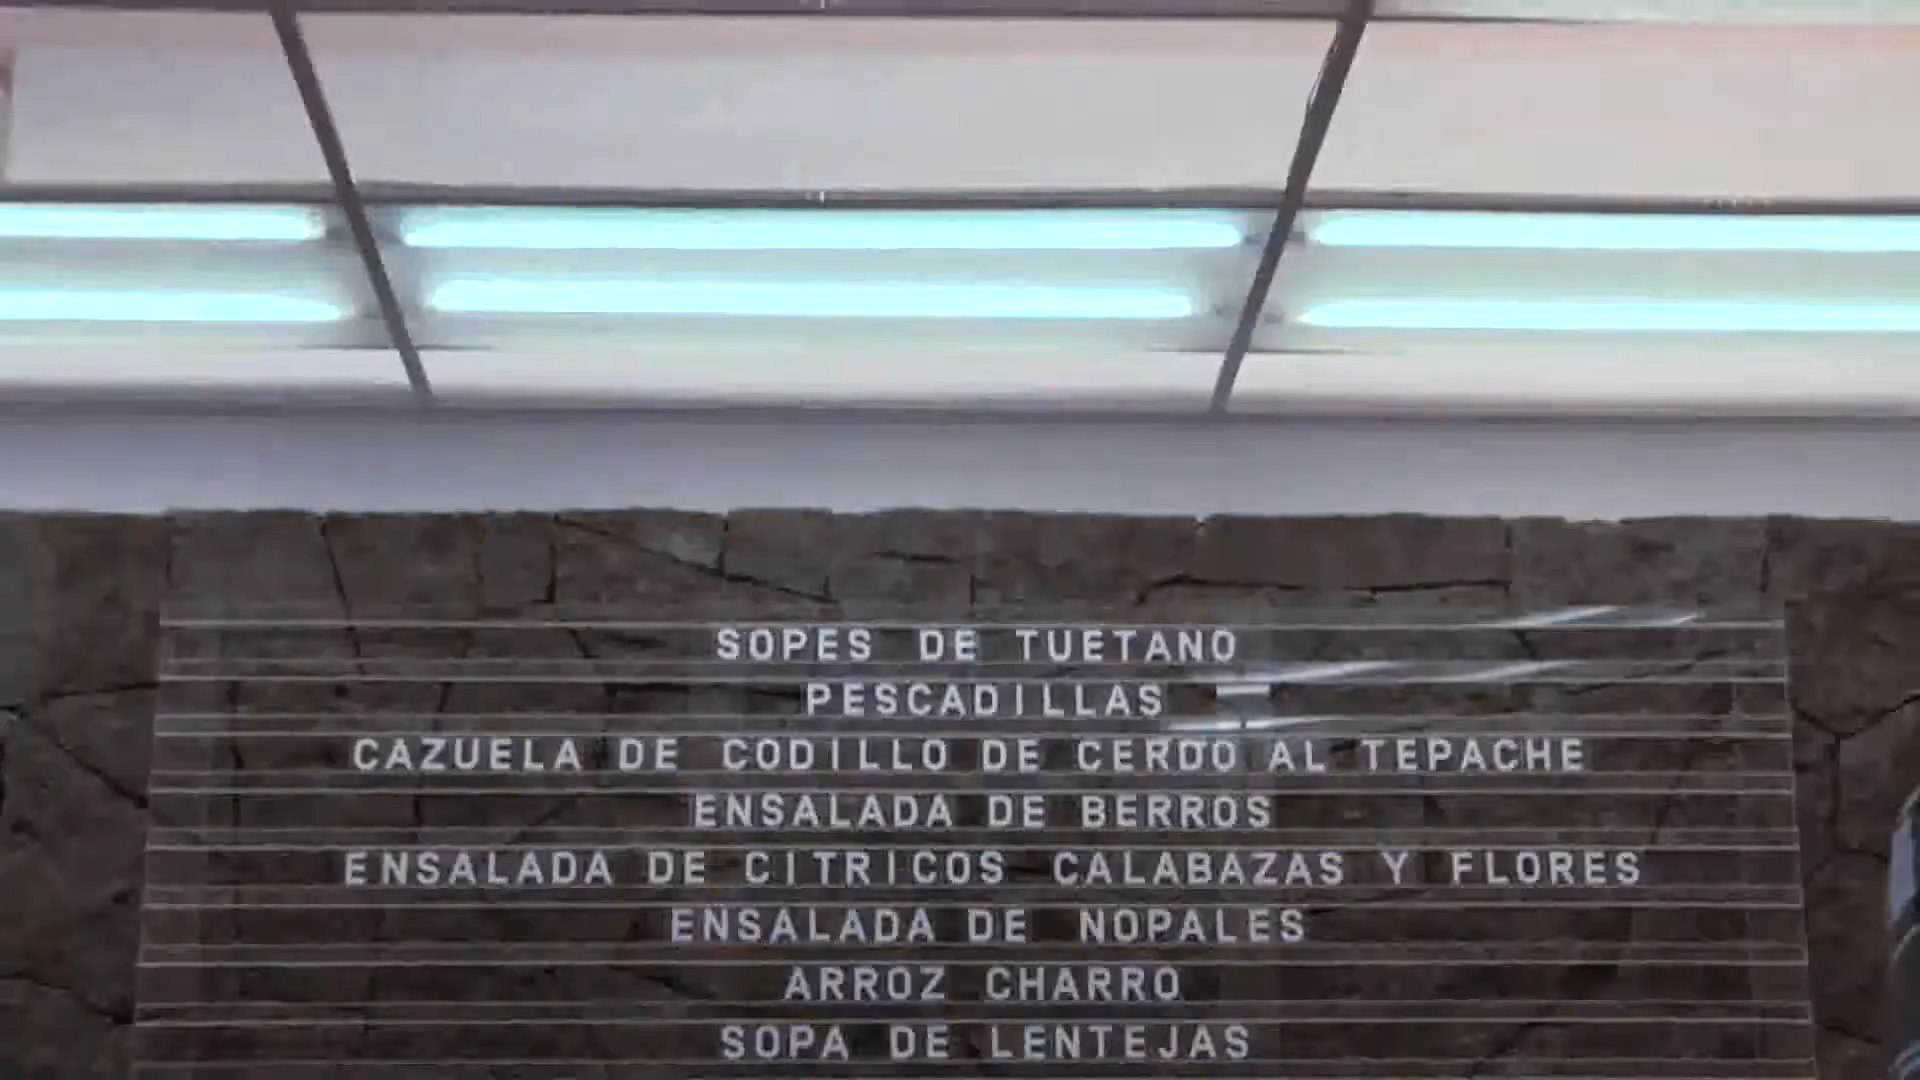 SOPES DE TUETANO
PESCADILLAS
CAZUELA DE CODILLO DE CERDO AL TEPACHE
ENSALADA DE BERROS
ENSALADA DE CITRICOS CALABAZAS Y FLORES
ENSALADA DE NOPALES
ARROZ CHARRO
SOPA DE LENTEJAS